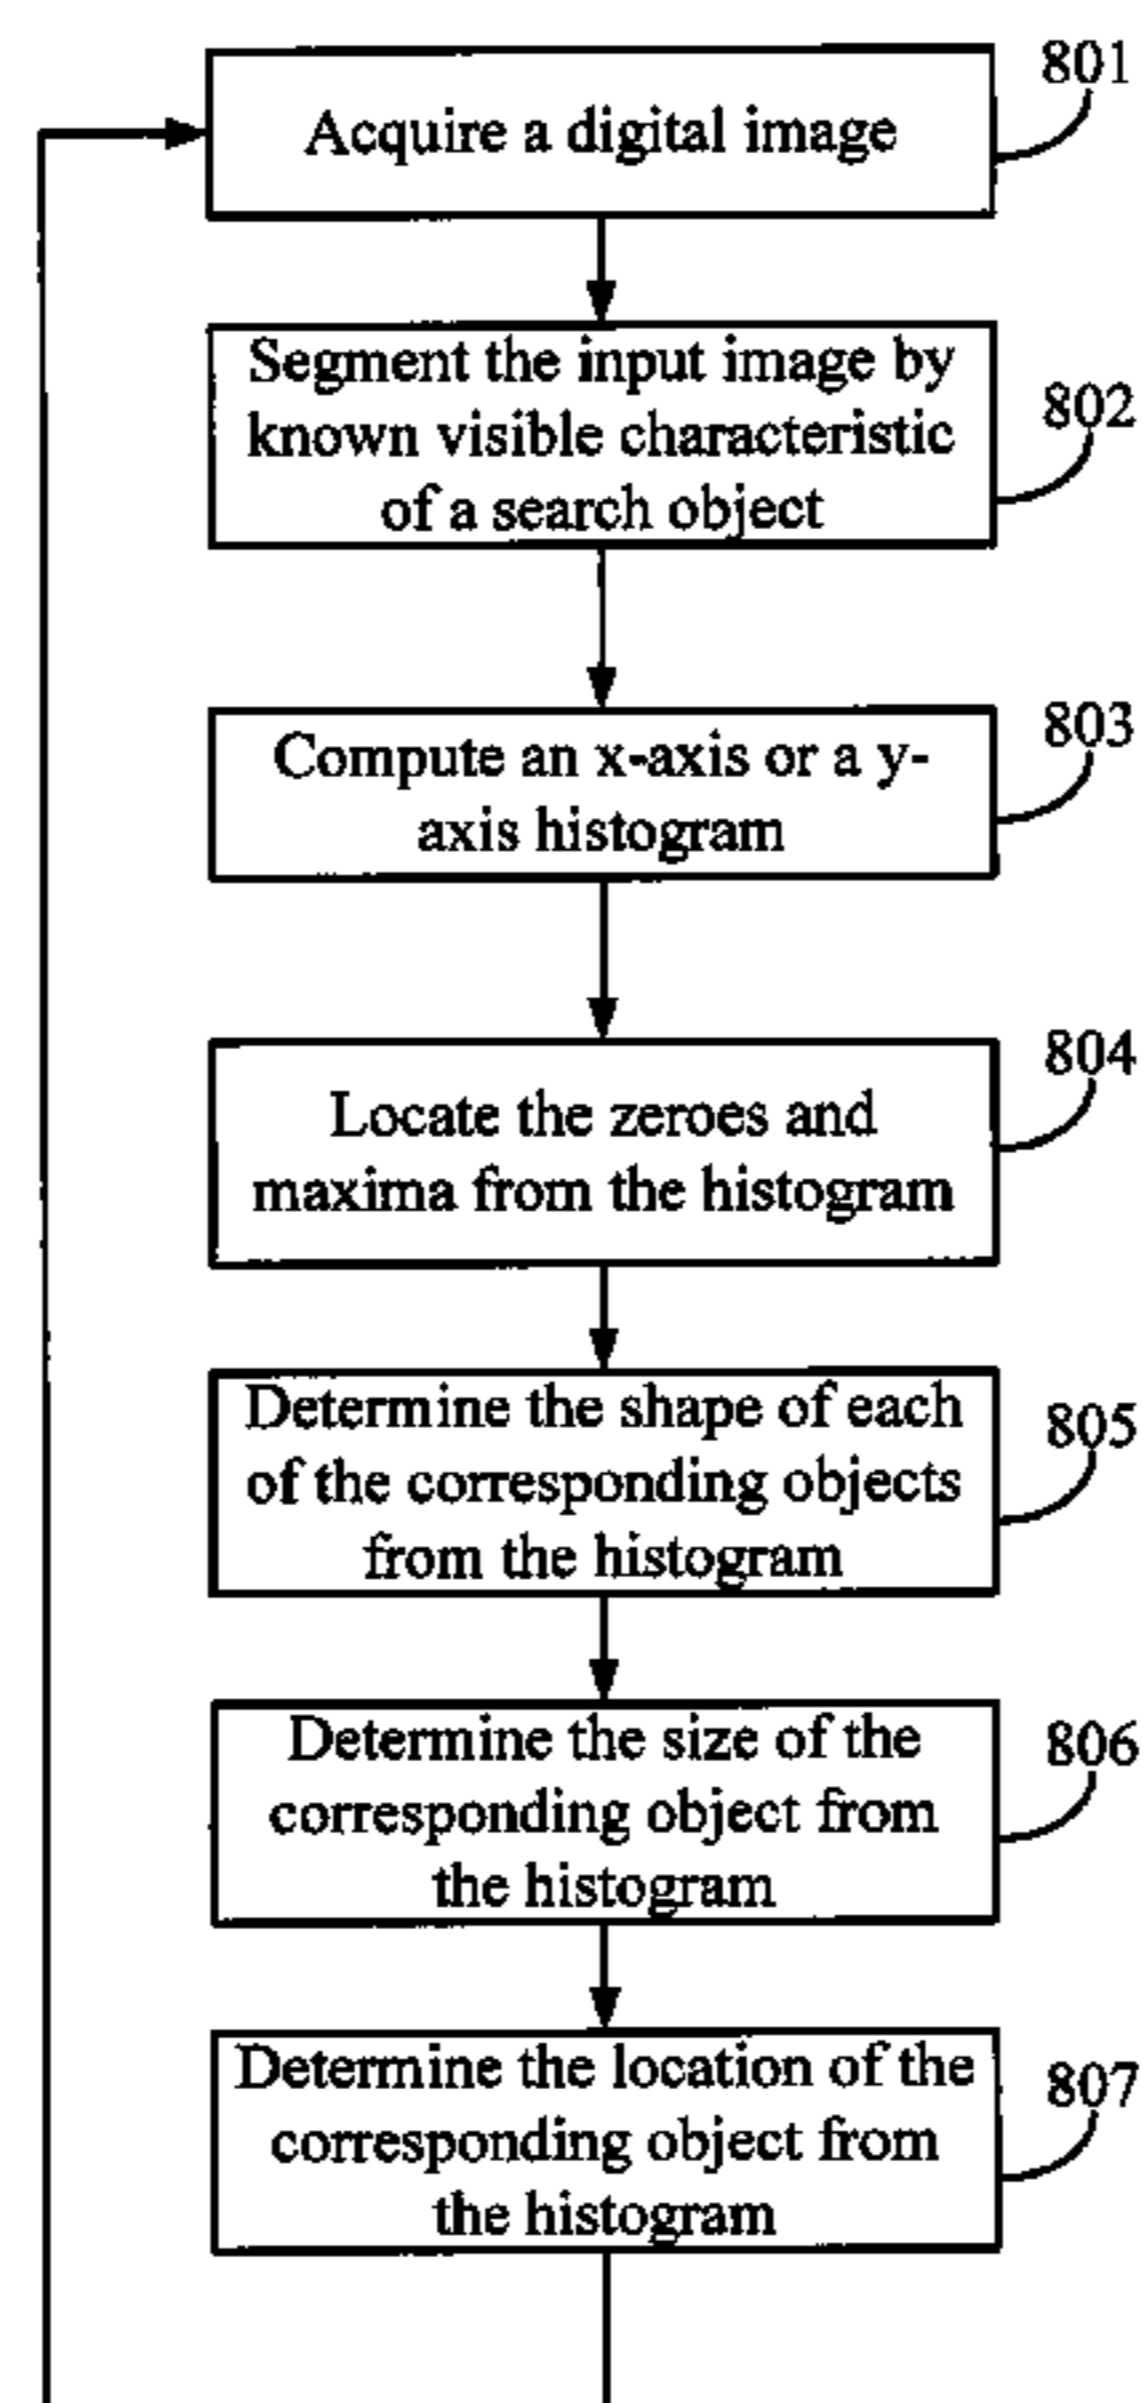 801
Acquire a digital image
Segment the input image by
known visible characteristic
of a search object
802
Compute an x-axis or a y-
axis histogram
803
Locate the zeroes and
maxima from the histogram
804
Determine the shape of each
of the corresponding objects
from the histogram
805
Determine the size of the
corresponding object from
the histogram
806
Determine the location of the
corresponding object from
the histogram
807